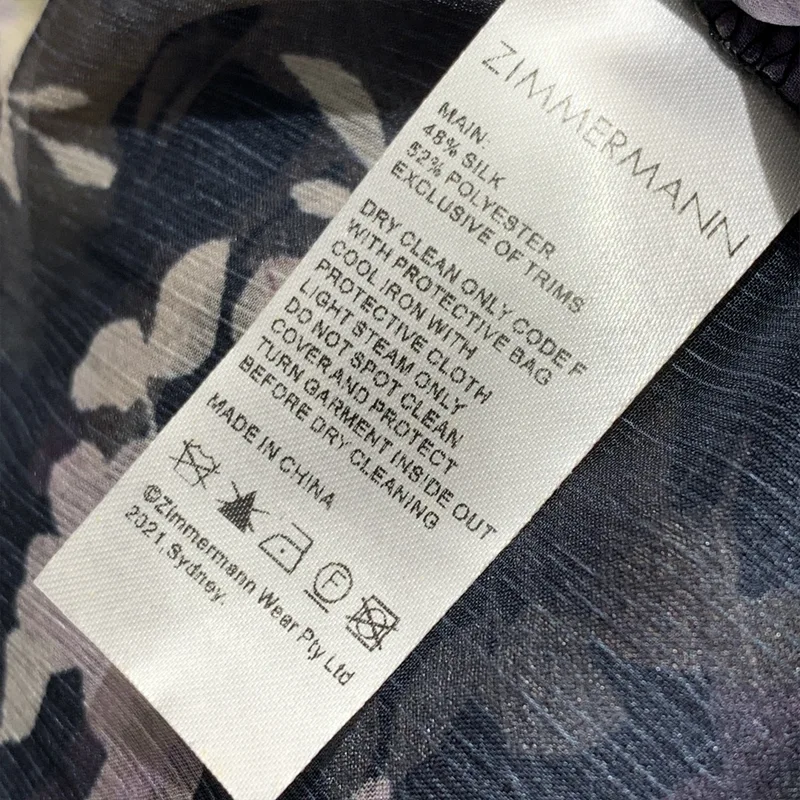 ZIMMERMANN
MAIN:
48% SILK
52% POLYESTER
EXCLUSIVE OF TRIMS
DRY CLEAN ONLY CODE F
WITH PROTECTIVE BAG
COOL IRON WITH
PROTECTIVE CLOTH
LIGHT STEAM ONLY
DO NOT SPOT CLEAN
COVER AND PROTECT
TURN GARMENT INSIDE OUT
BEFORE DRY CLEANING
MADE IN CHINA
F
©Zimmermann Wear Pty Ltd
2021, Sydney.